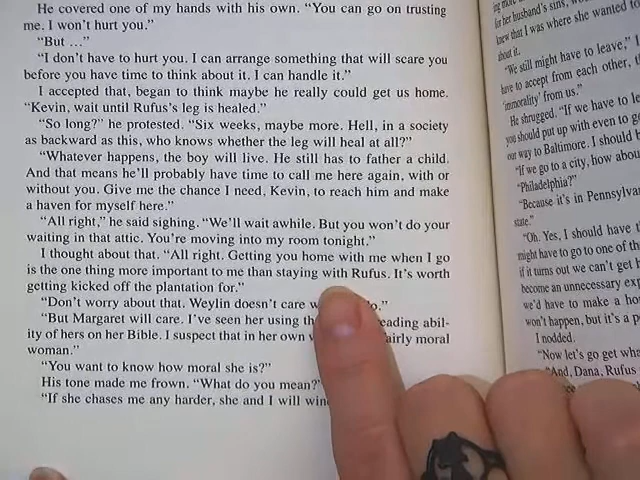 He covered one of my hands with his own. “You can go on trusting
me. I won’t hurt you.”
“But ...”
“I don’t have to hurt you. I can arrange something that will scare you
before you have time to think about it. I can handle it.”
I accepted that, began to think maybe he really could get us home.
“Kevin, wait until Rufus’s leg is healed.”
“So long?” he protested. “Six weeks, maybe more. Hell, in a society
as backward as this, who knows whether the leg will heal at all?”
“Whatever happens, the boy will live. He still has to father a child.
And that means he’ll probably have time to call me here again, with or
without you. Give me the chance I need, Kevin, to reach him and make
a haven for myself here.”
“All right,” he said sighing. “We’ll wait awhile. But you won’t do your
waiting in that attic. You’re moving into my room tonight.”
I thought about that. “All right. Getting you home with me when I go
is the one thing more important to me than staying with Rufus. It’s worth
getting kicked off the plantation for.”
“Don’t worry about that. Weylin doesn’t care
“But Margaret will care. I’ve seen her using abil-
ity of hers on her Bible. I suspect that in her own fairly moral
woman.”
“You want to know how moral she is?”
His tone made me frown. “What do you mean?”
“If she chases me any harder, she and I will
for her husband’s sins,
knew that I was where she wanted to
about it.
“We still might have to leave,” I
have to accept from each other,
‘immorality’ from us.”
He shrugged. “If we have to
you should put up with even to
our way to Baltimore. I should
“If we go to a city, how
“Philadelphia?”
“Because it’s in
state.”
“Oh. Yes, I should have
might have to go to one of
if it turns out we can’t get
become an unnecessary
we’d have to make a
won’t happen, but it’s a
I nodded.
“Now let’s go get
“And, Dana, Rufus